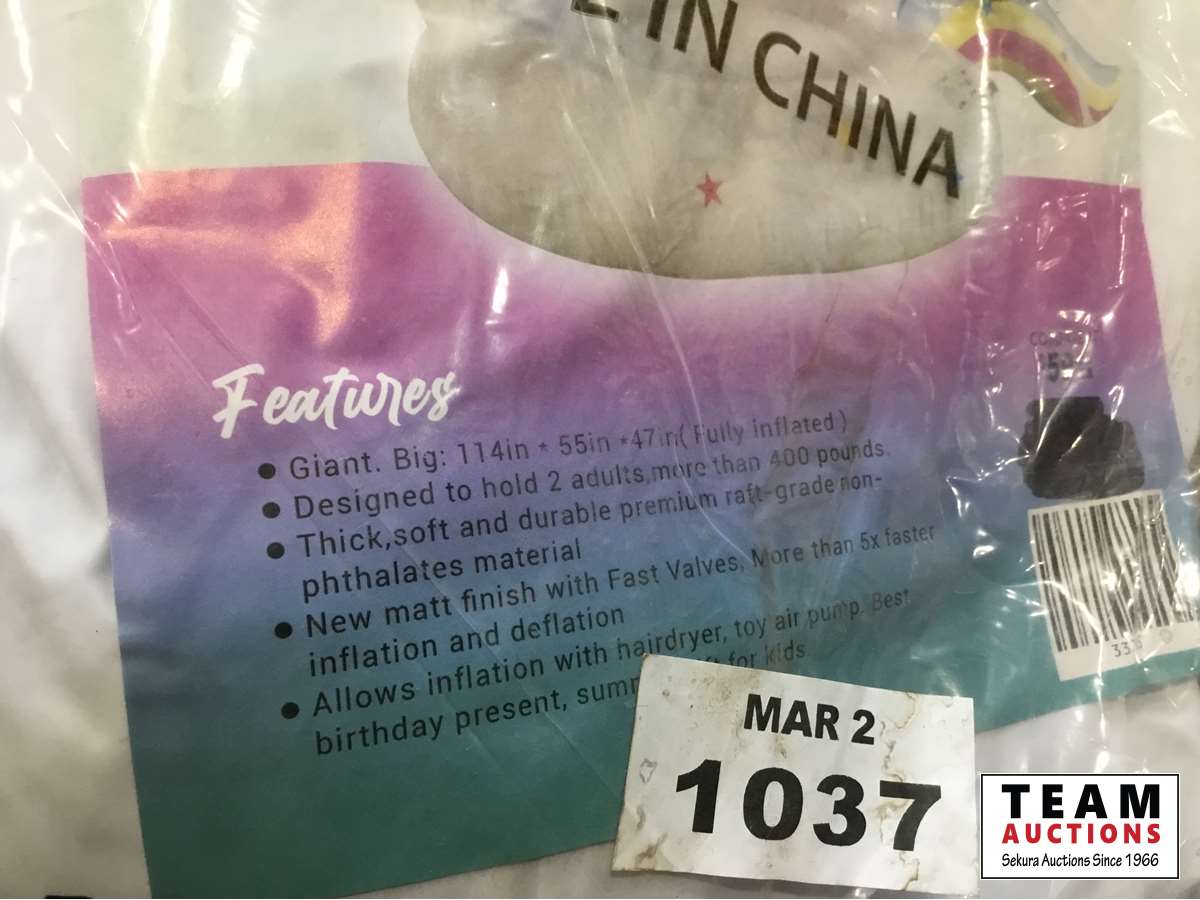 IN CHINA
Features
Giant. Big: 114in * 55in *47in( Fully inflated )
Designed to hold 2 adults,more than 400 pounds.
Thick,soft and durable premium raft-grade non-
phthalates material
New matt finish with Fast Valves, More than 5x faster
inflation and deflation
Allows inflation with hairdryer, toy air pump. Best
birthday present, for kids
MAR 2
1037
TEAM
AUCTIONS
Sekura Auctions Since 1966